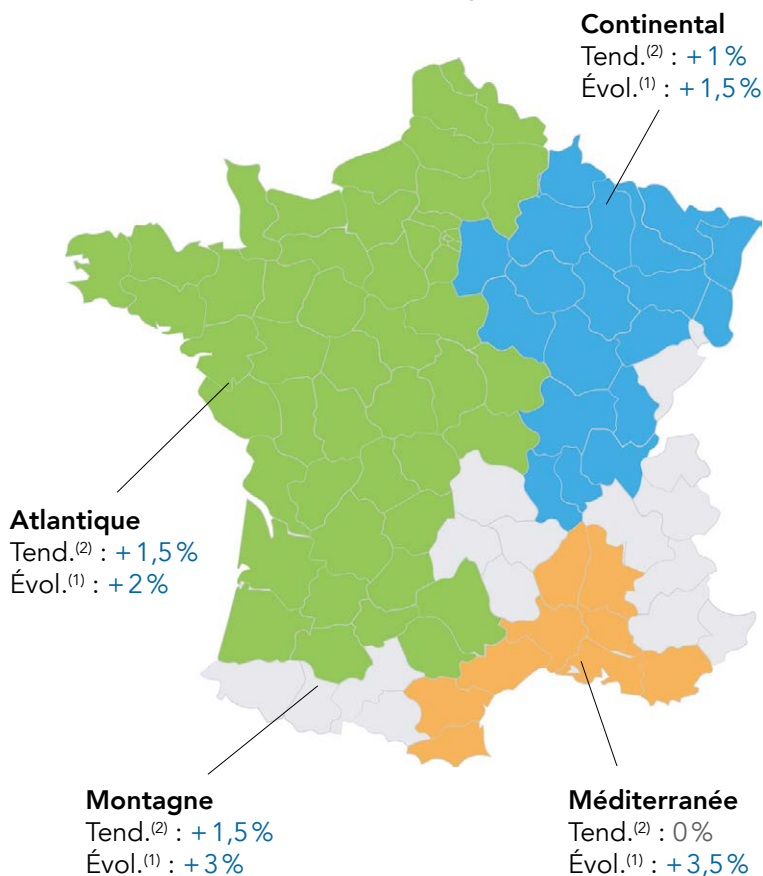 Continental
Tend.(2) : +1 %
Évol.(1) : +1,5 %
Atlantique
Tend.(2) : +1,5 %
Évol.(1) : +2 %
Montagne
Tend.(2) : +1,5 %
Évol.(1) : +3 %
Méditerranée
Tend.(2) : 0 %
Évol.(1) : +3,5 %